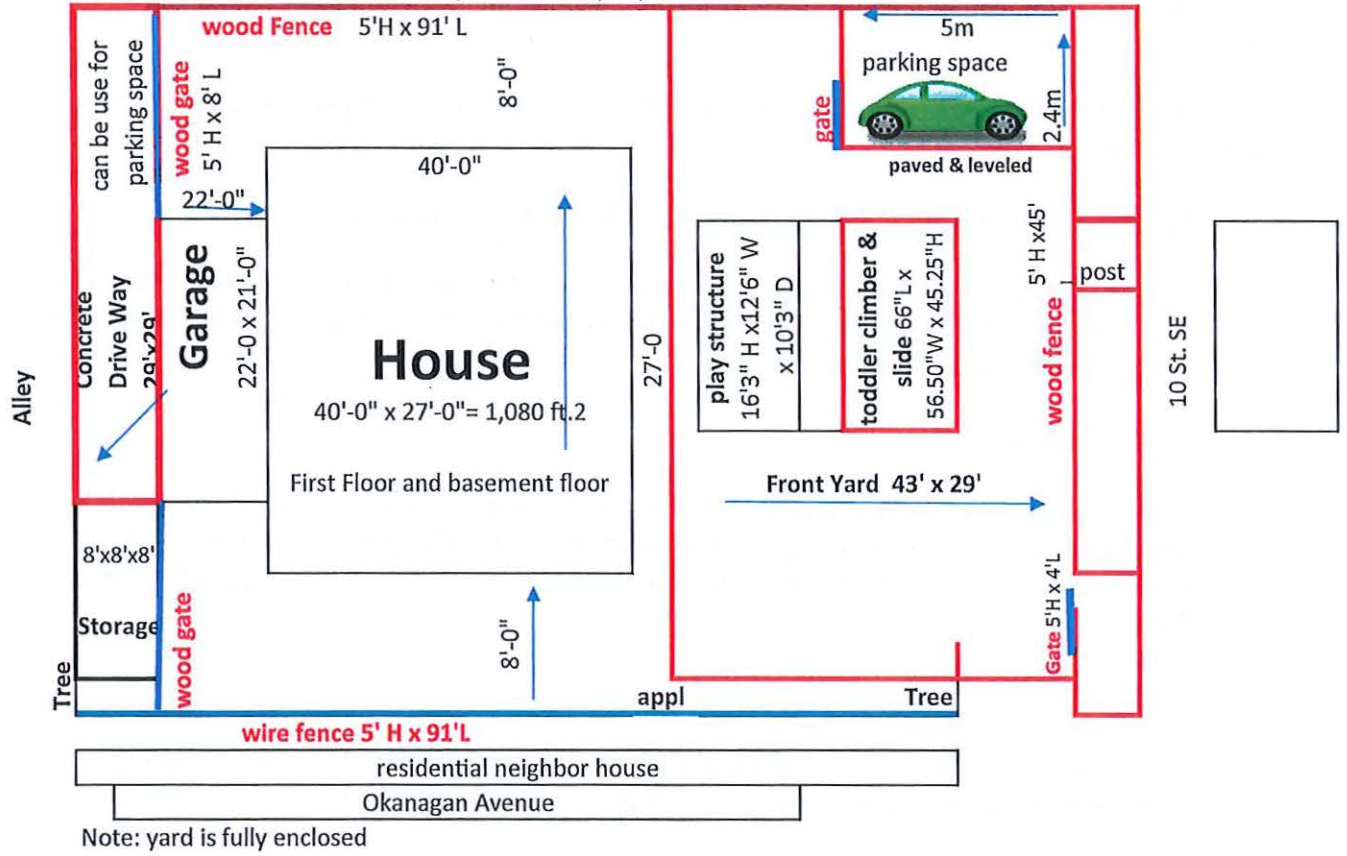 wood Fence 5'H x 91' L
can be use for
parking space
wood gate
5' H x 8' L
8'-0"
5m
parking space
2.4m
gate
paved & leveled
22'-0"
40'-0"
Alley
Concrete
Drive Way
29'x29'
Garage
22'-0 x 21'-0"
House
40'-0" x 27'-0"= 1,080 ft.2
First Floor and basement floor
27'-0
play structure
16'3" H x12'6" W
x 10'3" D
toddler climber &
slide 66"L x
56.50"W x 45.25"H
5' H x45'
wood fence
post
10 St. SE
Front Yard 43' x 29'
8'x8'x8'
Storage
wood gate
8'-0"
Gate 5'H x 4'L
Tree
appl
Tree
wire fence 5' H x 91'L
residential neighbor house
Okanagan Avenue
Note: yard is fully enclosed